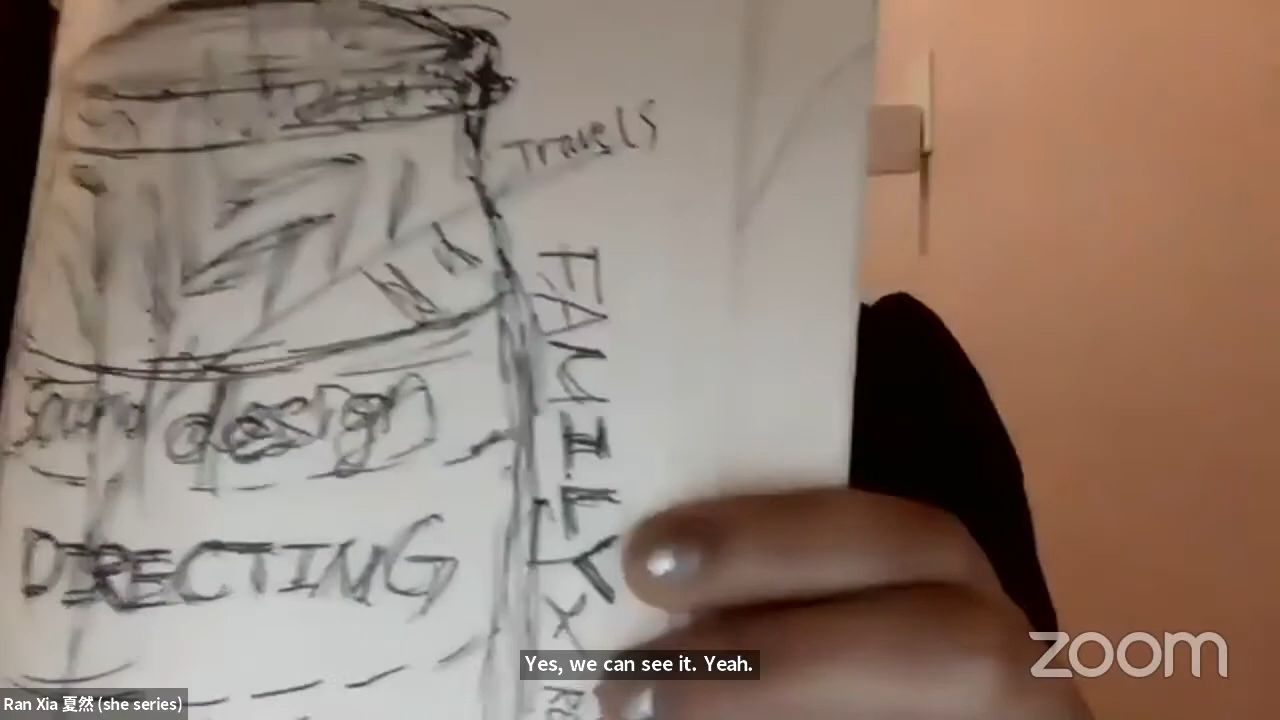 Travels
FAMILY X
Sound design
DIRECTING
Yes, we can see it. Yeah.
zoom
Ran Xia 夏然 (she series)